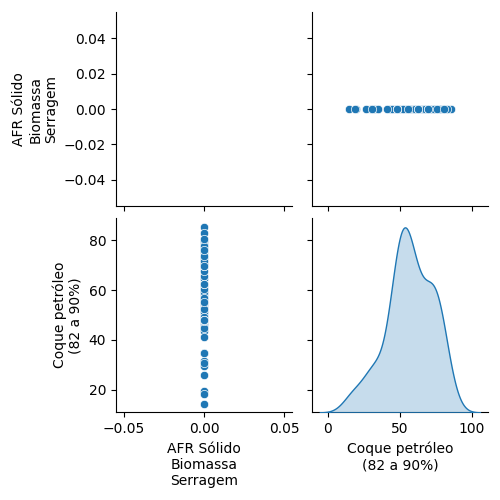 0.04
0.02
0.00
−0.02
−0.04
AFR Sólido
Biomassa
Serragem
80
60
40
20
Coque petróleo
(82 a 90%)
−0.05
0.00
0.05
AFR Sólido
Biomassa
Serragem
0
50
100
Coque petróleo
(82 a 90%)